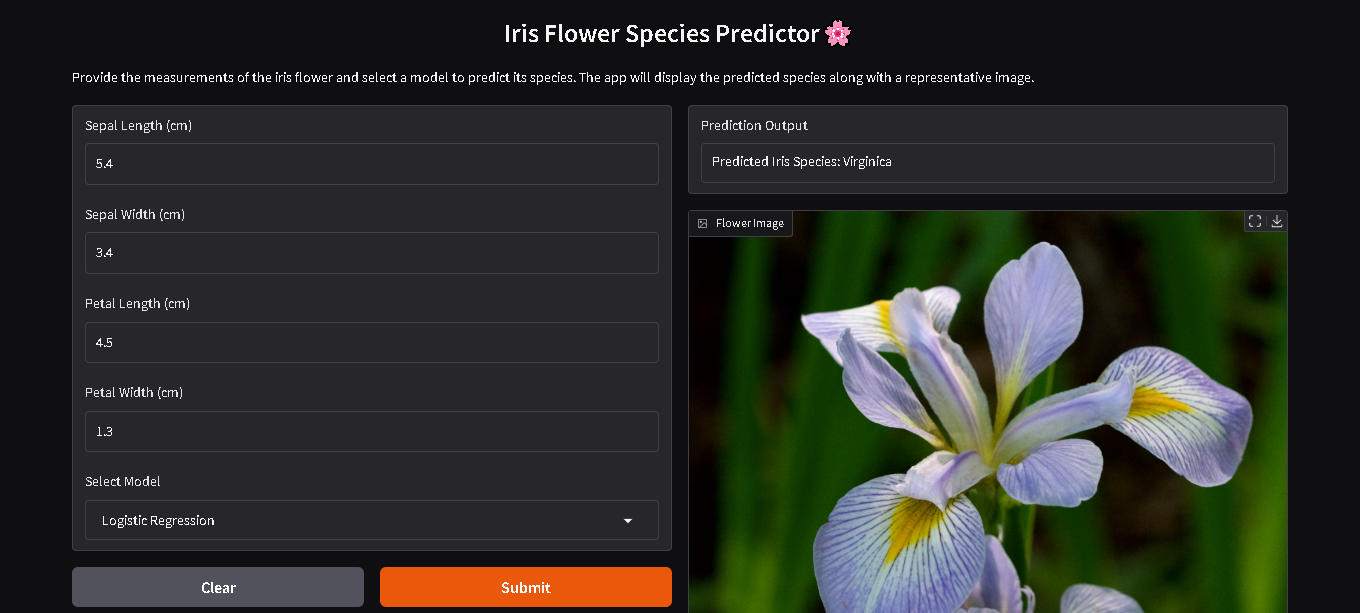 Iris Flower Species Predictor
Provide the measurements of the iris flower and select a model to predict its species. The app will display the predicted species along with a representative image.
Sepal Length (cm)
5.4
Sepal Width (cm)
3.4
Petal Length (cm)
4.5
Petal Width (cm)
1.3
Select Model
Logistic Regression
Clear
Submit
Prediction Output
Predicted Iris Species: Virginica
Flower Image